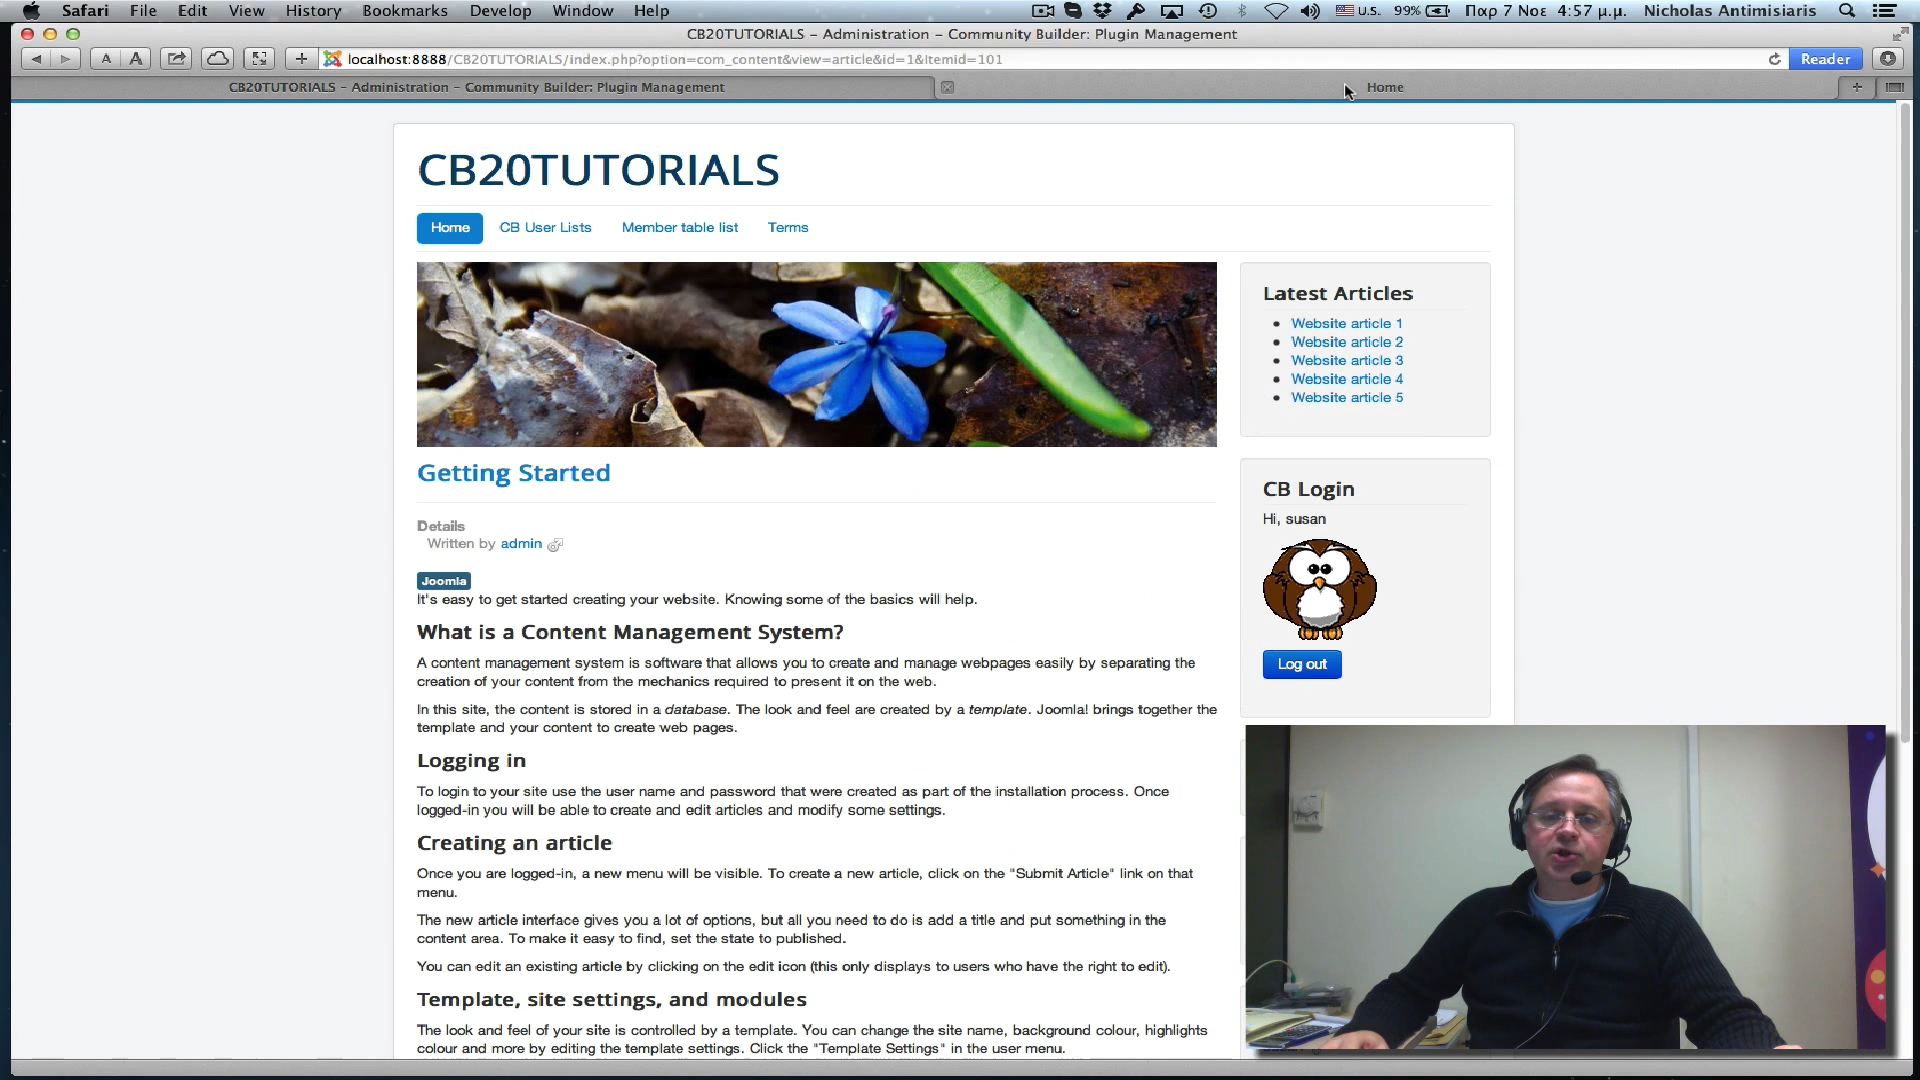 Safari File Edit View History Bookmarks Develop Window Help U.S. 99% Παρ 7 Νοε 4:57 μ.μ. Nicholas Antimisiaris
CB20TUTORIALS – Administration – Community Builder: Plugin Management
A A + localhost:8888/CB20TUTORIALS/index.php?option=com_content&view=article&id=1&Itemid=101 Reader
CB20TUTORIALS – Administration – Community Builder: Plugin Management Home
CB20TUTORIALS
Home CB User Lists Member table list Terms
Getting Started
Details
Written by admin
Joomla
It's easy to get started creating your website. Knowing some of the basics will help.
What is a Content Management System?
A content management system is software that allows you to create and manage webpages easily by separating the
creation of your content from the mechanics required to present it on the web.
In this site, the content is stored in a database. The look and feel are created by a template. Joomla! brings together the
template and your content to create web pages.
Logging in
To login to your site use the user name and password that were created as part of the installation process. Once
logged-in you will be able to create and edit articles and modify some settings.
Creating an article
Once you are logged-in, a new menu will be visible. To create a new article, click on the "Submit Article" link on that
menu.
The new article interface gives you a lot of options, but all you need to do is add a title and put something in the
content area. To make it easy to find, set the state to published.
You can edit an existing article by clicking on the edit icon (this only displays to users who have the right to edit).
Template, site settings, and modules
The look and feel of your site is controlled by a template. You can change the site name, background colour, highlights
colour and more by editing the template settings. Click the "Template Settings" in the user menu.
Latest Articles
Website article 1
Website article 2
Website article 3
Website article 4
Website article 5
CB Login
Hi, susan
Log out